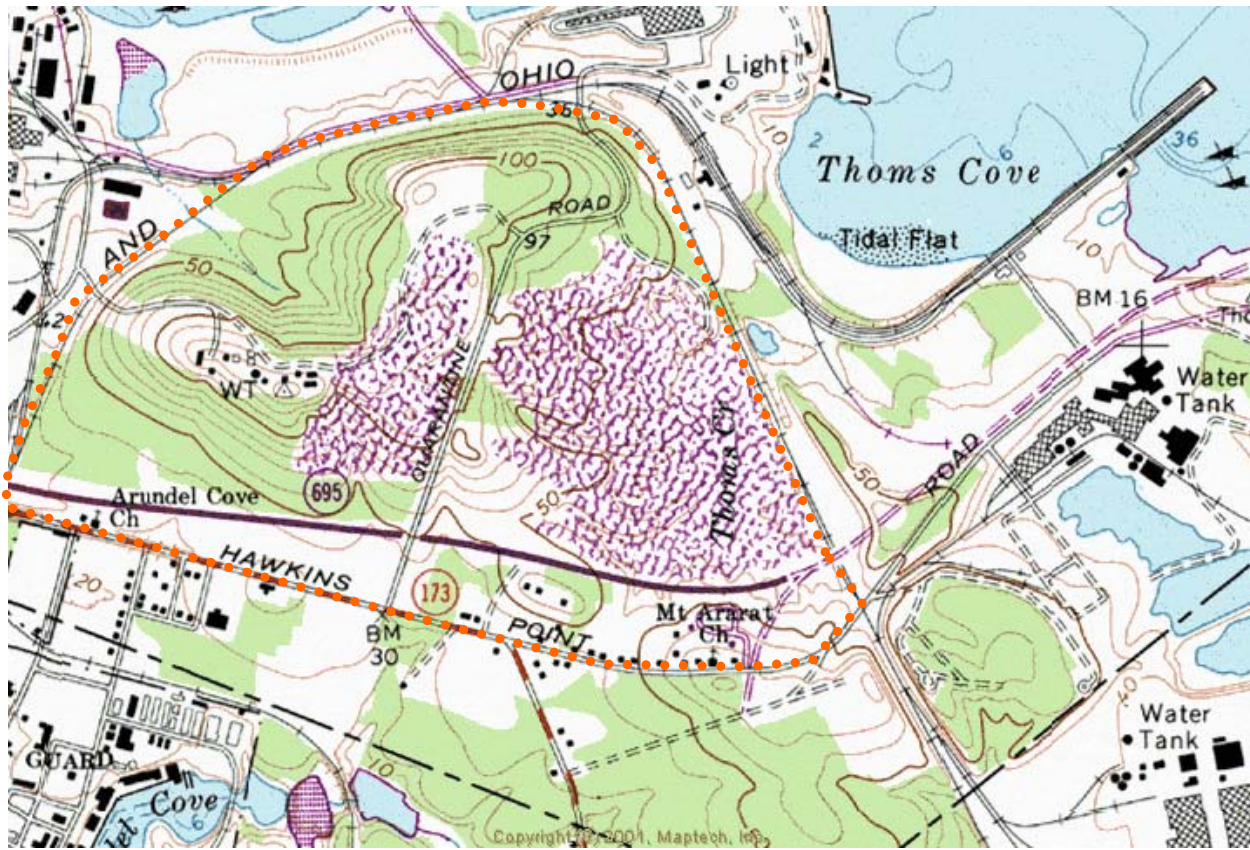 OHIO
Light
36
10
2
6
36
Thoms Cove
100
ROAD
AND
97
Tidal Flat
10
50
BM 16
42
WT
QUARANTINE
Water
Tank
Thoms Cr
ROAD
50
50
695
Arundel Cove
Ch
HAWKINS
20
173
Mt Ararat
Ch
POINT
BM
30
40
Water
Tank
GUARD
10
Cove
6
Copyright (C) 2001, Maptech, Inc.